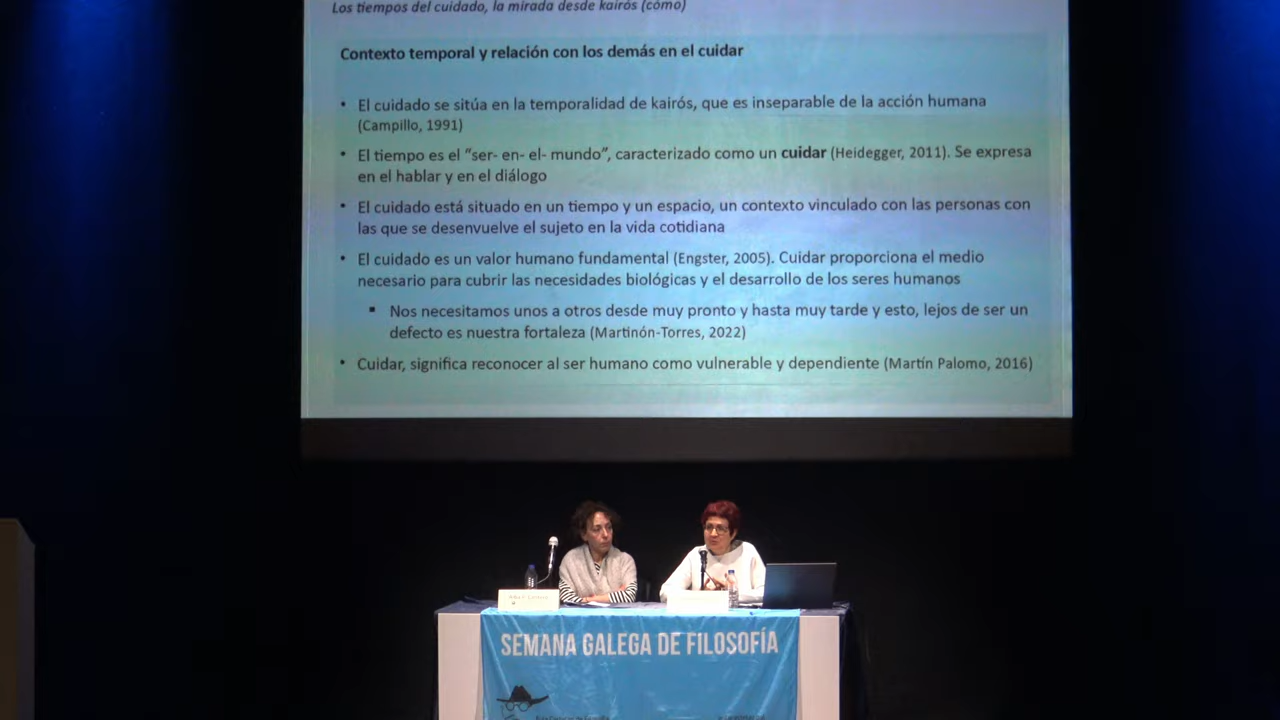 Los tiempos del cuidado, la mirada desde kairós (cómo)
Contexto temporal y relación con los demás en el cuidar
• El cuidado se sitúa en la temporalidad de kairós, que es inseparable de la acción humana
(Campillo, 1991)
• El tiempo es el "ser- en- el- mundo", caracterizado como un cuidar (Heidegger, 2011). Se expresa
en el hablar y en el diálogo
• El cuidado está situado en un tiempo y un espacio, un contexto vinculado con las personas con
las que se desenvuelve el sujeto en la vida cotidiana
• El cuidado es un valor humano fundamental (Engster, 2005). Cuidar proporciona el medio
necesario para cubrir las necesidades biológicas y el desarrollo de los seres humanos
▪ Nos necesitamos unos a otros desde muy pronto y hasta muy tarde y esto, lejos de ser un
defecto es nuestra fortaleza (Martinón-Torres, 2022)
• Cuidar, significa reconocer al ser humano como vulnerable y dependiente (Martín Palomo, 2016)
SEMANA GALEGA DE FILOSOFÍA